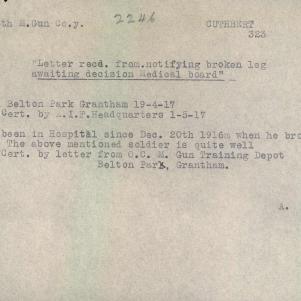 th M.Gun Co.y. 2246 CUTHBERT
323
"Letter recd. from.notifying broken leg
awaiting decision Medical board"
Belton Park Grantham 19-4-17
Cert. by A.I.F.Headquarters 1-5-17
been in Hospital since Dec. 20th 1916m when he bro
The above mentioned soldier is quite well
Cert. by letter from O.C. M. Gun Training Depot
Belton Park, Grantham.
A.